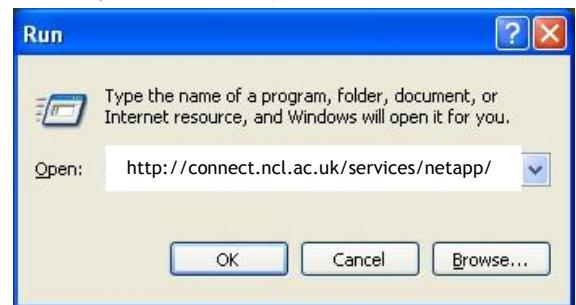 Run
Type the name of a program, folder, document, or
Internet resource, and Windows will open it for you.
Open: http://connect.ncl.ac.uk/services/netapp/
OK Cancel Browse...